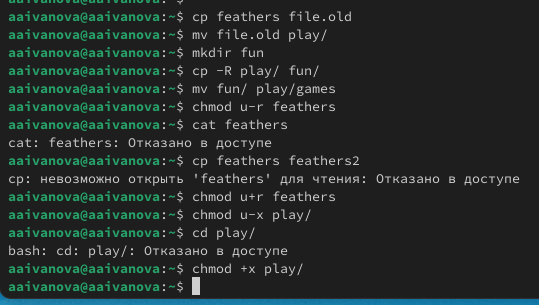 aaivanova@aaivanova:~$ cp feathers file.old
aaivanova@aaivanova:~$ mv file.old play/
aaivanova@aaivanova:~$ mkdir fun
aaivanova@aaivanova:~$ cp -R play/ fun/
aaivanova@aaivanova:~$ mv fun/ play/games
aaivanova@aaivanova:~$ chmod u-r feathers
aaivanova@aaivanova:~$ cat feathers
cat: feathers: Отказано в доступе
aaivanova@aaivanova:~$ cp feathers feathers2
cp: невозможно открыть 'feathers' для чтения: Отказано в доступе
aaivanova@aaivanova:~$ chmod u+r feathers
aaivanova@aaivanova:~$ chmod u-x play/
aaivanova@aaivanova:~$ cd play/
bash: cd: play/: Отказано в доступе
aaivanova@aaivanova:~$ chmod +x play/
aaivanova@aaivanova:~$